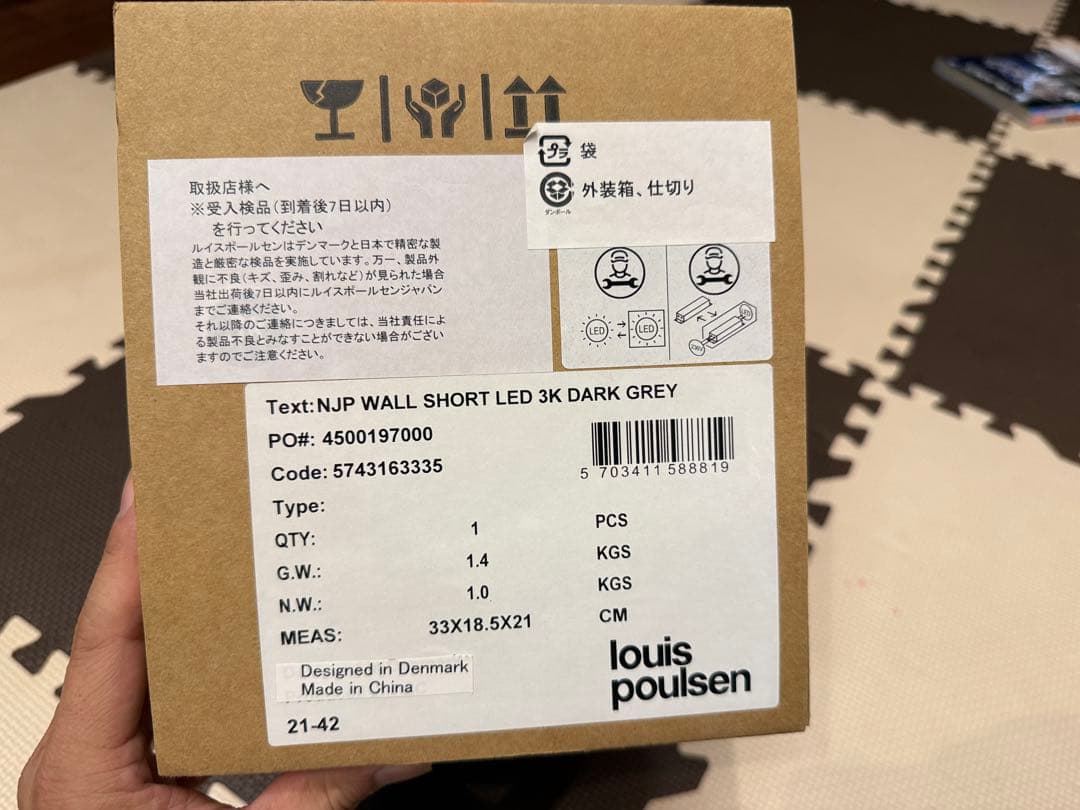 プラ 袋
ダンボール 外装箱、仕切り
取扱店様へ
※受入検品(到着後7日以内)
を行ってください
ルイスポールセンはデンマークと日本で精密な製
造と厳密な検品を実施しています。万一、製品外
観に不良(キズ、歪み、割れなど)が見られた場合
当社出荷後7日以内にルイスポールセンジャパン
までご連絡ください。
それ以降のご連絡につきましては、当社責任によ
る製品不良とみなすことができない場合がござい
ますのでご注意ください。
LED LED
LED
Text:NJP WALL SHORT LED 3K DARK GREY
PO#: 4500197000
Code: 5743163335
5 703411 588819
Type:
QTY: 1 PCS
G.W.: 1.4 KGS
N.W.: 1.0 KGS
MEAS: 33X18.5X21 CM
Designed in Denmark
Made in China
louis
poulsen
21-42